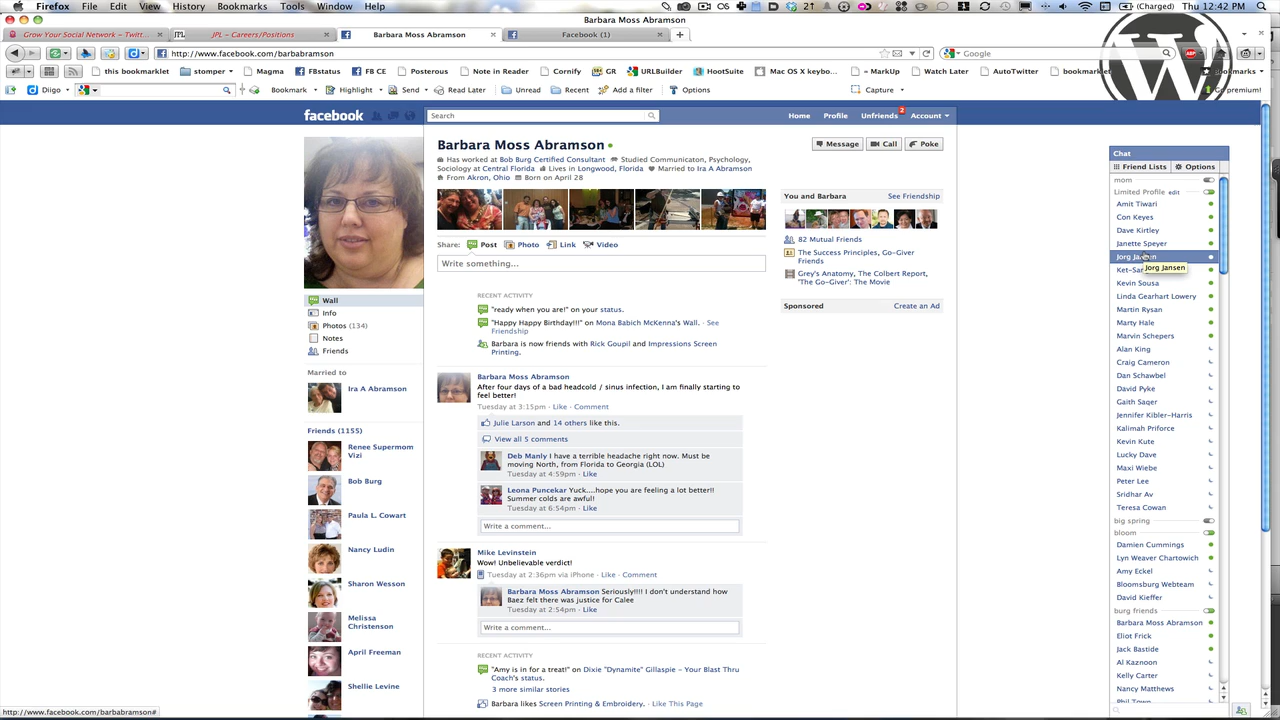 Firefox File Edit View History Bookmarks Tools Window Help
21
(Charged) Thu 12:42 PM
Barbara Moss Abramson
Grow Your Social Network – Twitt...
JPL – Careers/Positions
Barbara Moss Abramson
Facebook (1)
http://www.facebook.com/barbabramson
Google
this bookmarklet stomper Magma FBstatus FB CE Posterous Note in Reader Cornify GR URLBuilder HootSuite Mac OS X keybo... + MarkUp Watch Later AutoTwitter bookmarklet Bookmarks
Diigo Bookmark Highlight Send Read Later Unread Recent Add a filter Options Capture Go premium!
facebook
Search
Home Profile Unfriends 2 Account
Barbara Moss Abramson
Message Call Poke
Has worked at Bob Burg Certified Consultant Studied Communicaton, Psychology,
Sociology at Central Florida Lives in Longwood, Florida Married to Ira A Abramson
From Akron, Ohio Born on April 28
Share: Post Photo Link Video
Write something...
RECENT ACTIVITY
"ready when you are!" on your status.
"Happy Happy Birthday!!!" on Mona Babich McKenna's Wall. · See
Friendship
Barbara is now friends with Rick Goupil and Impressions Screen
Printing.
Barbara Moss Abramson
After four days of a bad headcold / sinus infection, I am finally starting to
feel better!
Tuesday at 3:15pm · Like · Comment
Julie Larson and 14 others like this.
View all 5 comments
Deb Manly I have a terrible headache right now. Must be
moving North, from Florida to Georgia (LOL)
Tuesday at 4:59pm · Like
Leona Puncekar Yuck....hope you are feeling a lot better!!
Summer colds are awful!
Tuesday at 6:54pm · Like
Write a comment...
Mike Levinstein
Wow! Unbelievable verdict!
Tuesday at 2:36pm via iPhone · Like · Comment
Barbara Moss Abramson Seriously!!!! I don't understand how
Baez felt there was justice for Calee
Tuesday at 2:54pm · Like
Write a comment...
RECENT ACTIVITY
"Amy is in for a treat!" on Dixie "Dynamite" Gillaspie – Your Blast Thru
Coach's status.
3 more similar stories
Barbara likes Screen Printing & Embroidery. · Like This Page
Wall
Info
Photos (134)
Notes
Friends
Married to
Ira A Abramson
Friends (1155)
Renee Supermom
Vizi
Bob Burg
Paula L. Cowart
Nancy Ludin
Sharon Wesson
Melissa
Christenson
April Freeman
Shellie Levine
You and Barbara See Friendship
82 Mutual Friends
The Success Principles, Go-Giver
Friends
Grey's Anatomy, The Colbert Report,
'The Go-Giver': The Movie
Sponsored Create an Ad
Chat
Friend Lists Options
mom
Limited Profile edit
Amit Tiwari
Con Keyes
Dave Kirtley
Janette Speyer
Jorg Jansen
Jorg Jansen
Kevin Sousa
Linda Gearhart Lowery
Martin Rysan
Marty Hale
Marvin Schepers
Alan King
Craig Cameron
Dan Schawbel
David Pyke
Gaith Saqer
Jennifer Kibler-Harris
Kalimah Priforce
Kevin Kute
Lucky Dave
Maxi Wiebe
Peter Lee
Sridhar Av
Teresa Cowan
big spring
bloom
Damien Cummings
Lyn Weaver Chartowich
Amy Eckel
Bloomsburg Webteam
David Kieffer
burg friends
Barbara Moss Abramson
Eliot Frick
Jack Bastide
Al Kaznoon
Kelly Carter
Nancy Matthews
Phil Town
http://www.facebook.com/barbabramson#